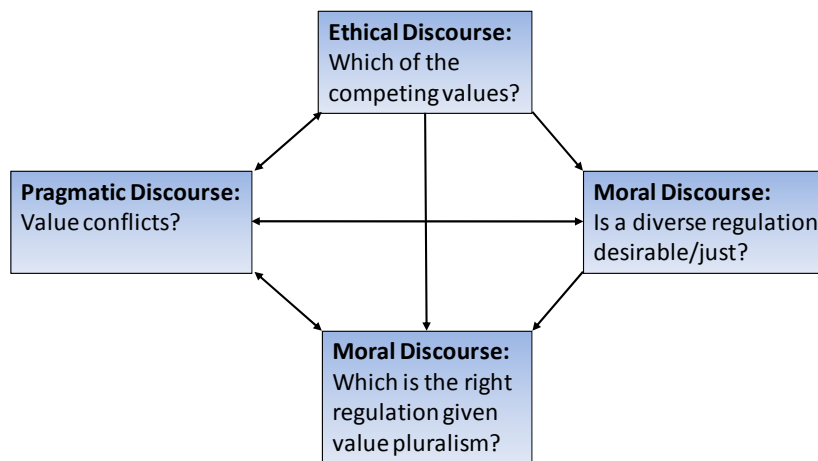 Ethical Discourse:
Which of the
competing values?
Pragmatic Discourse:
Value conflicts?
Moral Discourse:
Is a diverse regulation
desirable/just?
Moral Discourse:
Which is the right
regulation given
value pluralism?